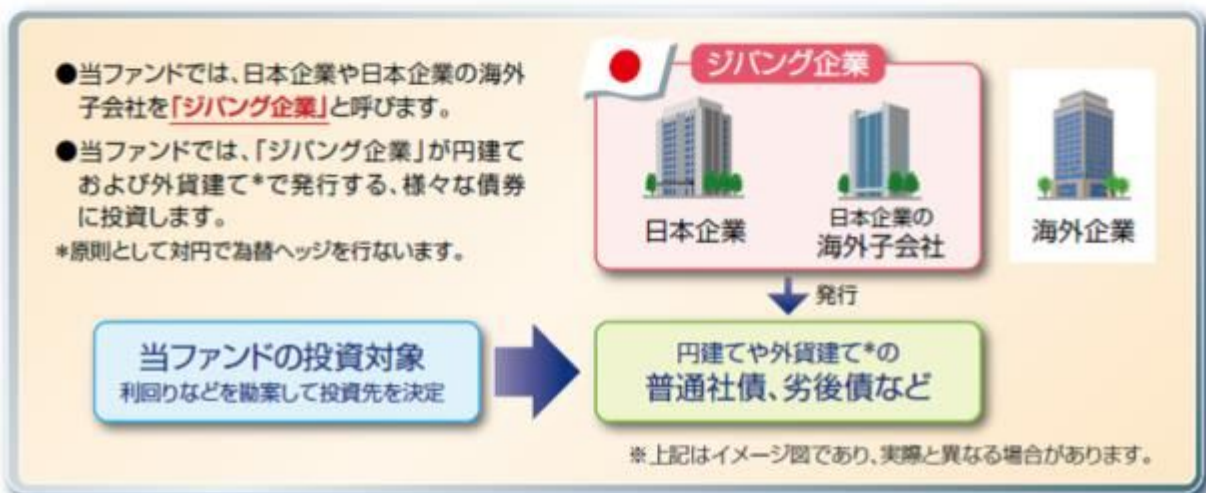 ●当ファンドでは、日本企業や日本企業の海外
子会社を「ジパング企業」と呼びます。
●当ファンドでは、「ジパング企業」が円建て
および外貨建て*で発行する、様々な債券
に投資します。
*原則として対円で為替ヘッジを行ないます。
ジパング企業
日本企業
日本企業の
海外子会社
海外企業
発行
当ファンドの投資対象
利回りなどを勘案して投資先を決定
円建てや外貨建て*の
普通社債、劣後債など
※上記はイメージ図であり、実際と異なる場合があります。